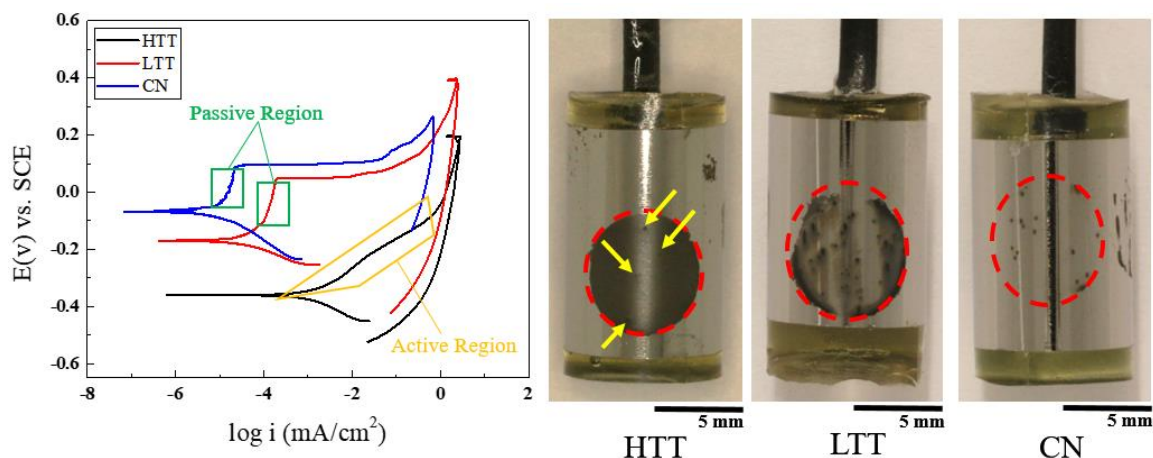 HTT
LTT
CN
Passive Region
Active Region
E(v) vs. SCE
0.6
0.4
0.2
0.0
-0.2
-0.4
-0.6
-8
-6
-4
-2
0
2
log i (mA/cm²)
5 mm
5 mm
5 mm
HTT
LTT
CN